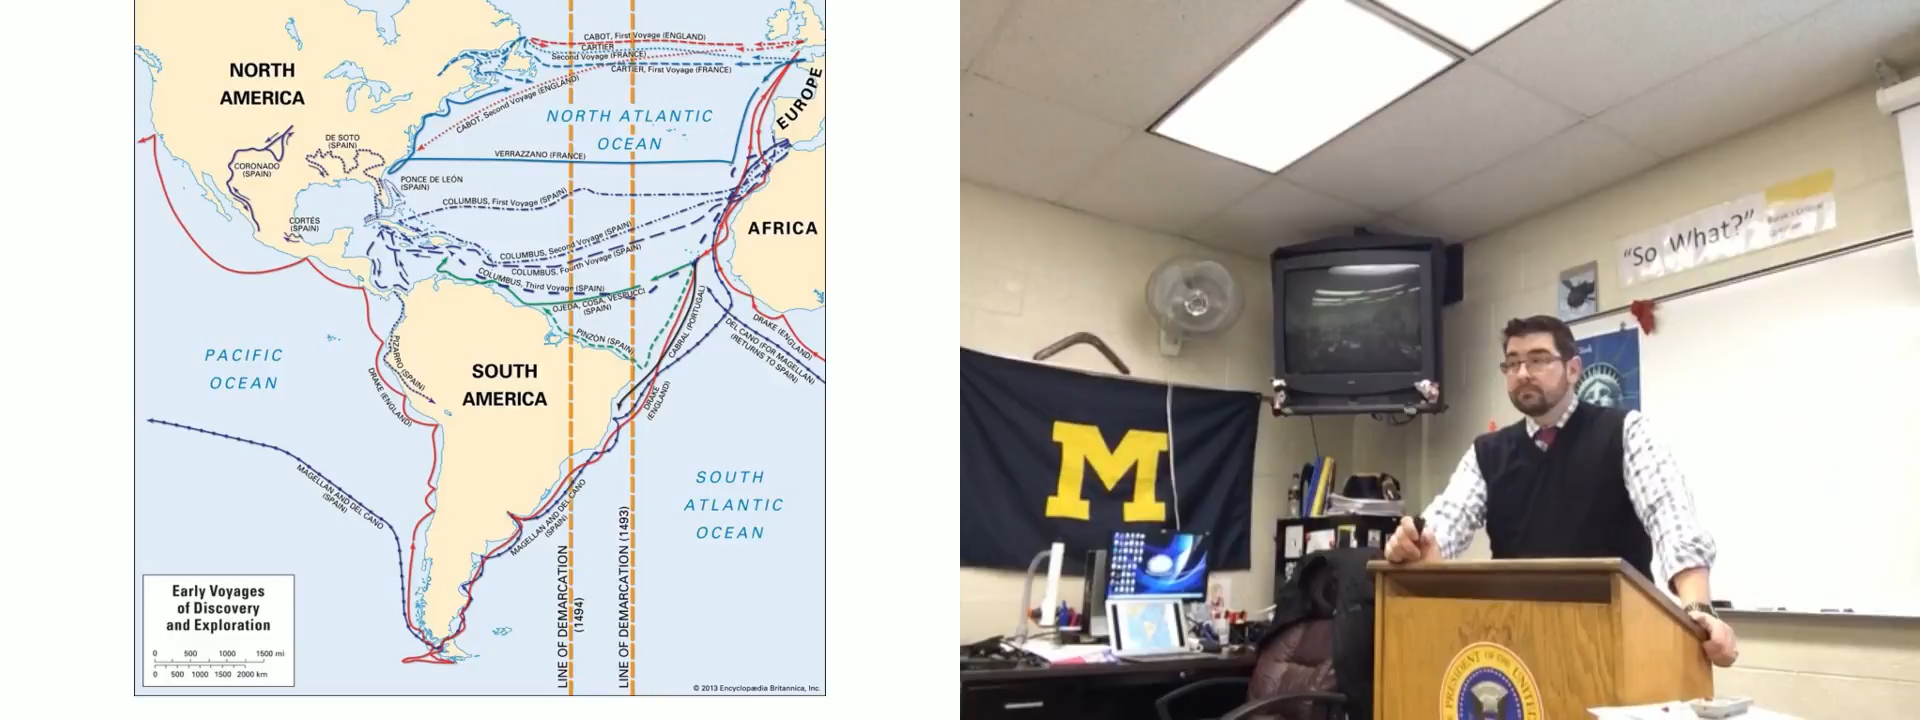 CABOT, First Voyage (ENGLAND)
CARTIER
Second Voyage (FRANCE)
CARTIER, First Voyage (FRANCE)
CABOT, Second Voyage (ENGLAND)
NORTH
AMERICA
EUROPE
NORTH ATLANTIC
OCEAN
DE SOTO
(SPAIN)
VERRAZZANO (FRANCE)
CORONADO
(SPAIN)
PONCE DE LEÓN
(SPAIN)
COLUMBUS, First Voyage (SPAIN)
CORTÉS
(SPAIN)
AFRICA
COLUMBUS, Second Voyage (SPAIN)
COLUMBUS, Fourth Voyage (SPAIN)
COLUMBUS, Third Voyage (SPAIN)
OJEDA, COSA, VESPUCCI
(SPAIN)
PINZÓN (SPAIN)
CABRAL (PORTUGAL)
DRAKE (ENGLAND)
DEL CANO (FOR MAGELLAN)
(RETURNS TO SPAIN)
PACIFIC
OCEAN
PIZARRO (SPAIN)
SOUTH
AMERICA
DRAKE (ENGLAND)
DRAKE
(ENGLAND)
MAGELLAN AND DEL CANO
(SPAIN)
MAGELLAN AND DEL CANO
(SPAIN)
SOUTH
ATLANTIC
OCEAN
LINE OF DEMARCATION
(1494)
LINE OF DEMARCATION (1493)
Early Voyages
of Discovery
and Exploration
0 500 1000 1500 mi
0 500 1000 1500 2000 km
© 2013 Encyclopædia Britannica, Inc.
"So What?"
M
PRESIDENT OF THE UNITED